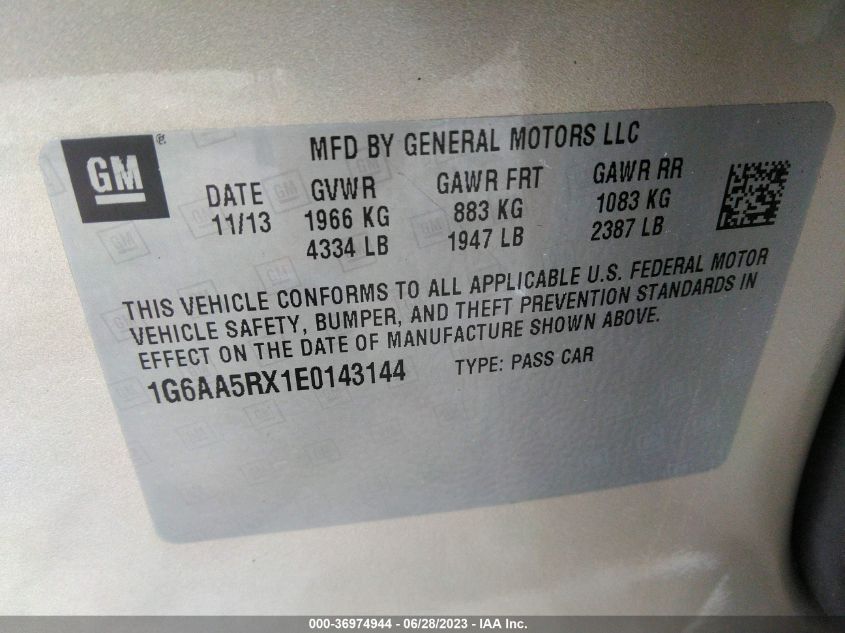 GM
®
MFD BY GENERAL MOTORS LLC
DATE GVWR GAWR FRT GAWR RR
11/13 1966 KG 883 KG 1083 KG
4334 LB 1947 LB 2387 LB
THIS VEHICLE CONFORMS TO ALL APPLICABLE U.S. FEDERAL MOTOR
VEHICLE SAFETY, BUMPER, AND THEFT PREVENTION STANDARDS IN
EFFECT ON THE DATE OF MANUFACTURE SHOWN ABOVE.
1G6AA5RX1E0143144 TYPE: PASS CAR
000-36974944 - 06/28/2023 - IAA Inc.